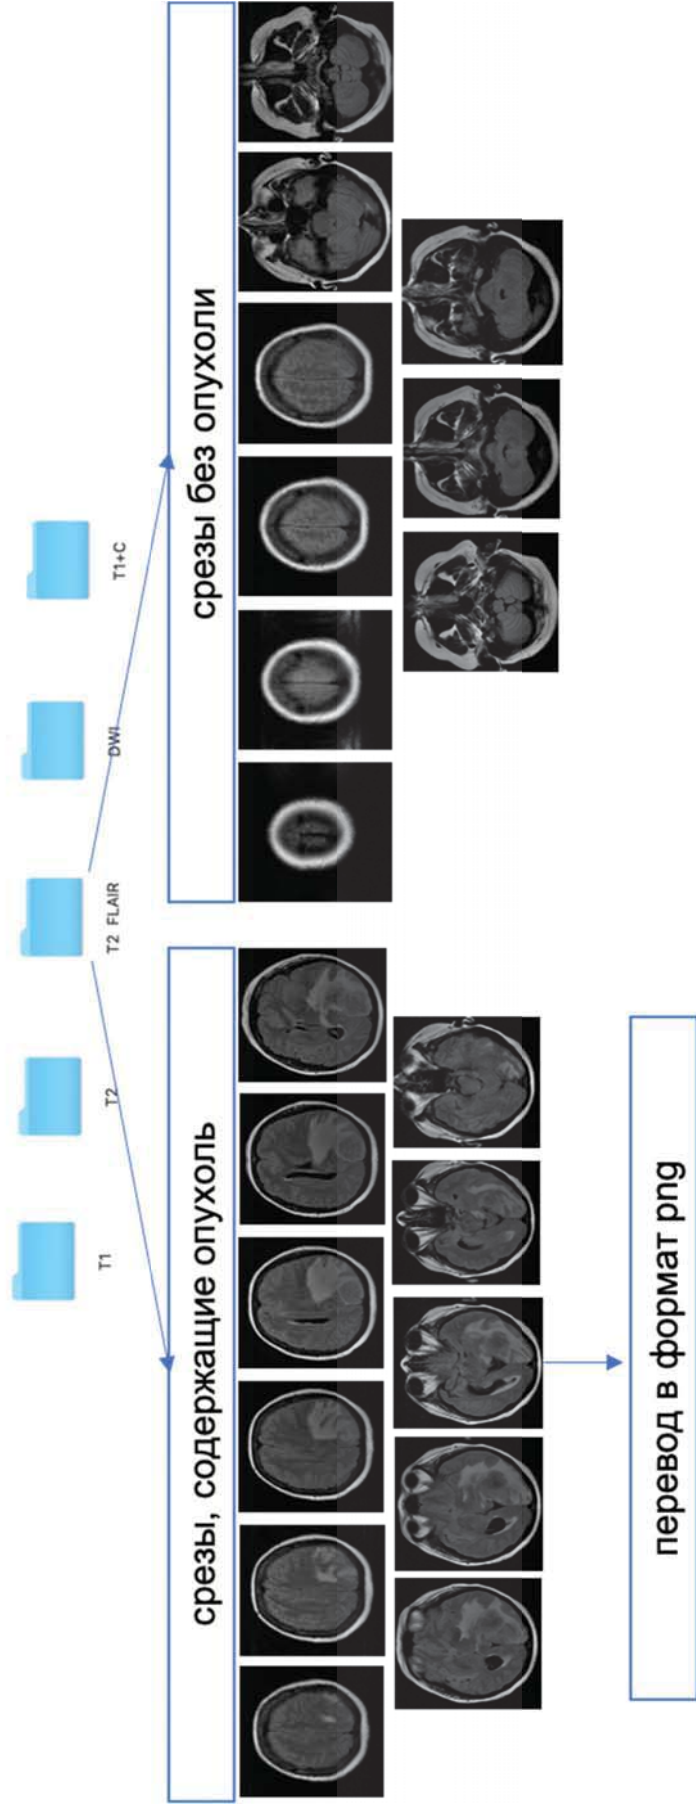 T1
T2
T2 FLAIR
DWI
T1+C
срезы, содержащие опухоль
срезы без опухоли
перевод в формат png